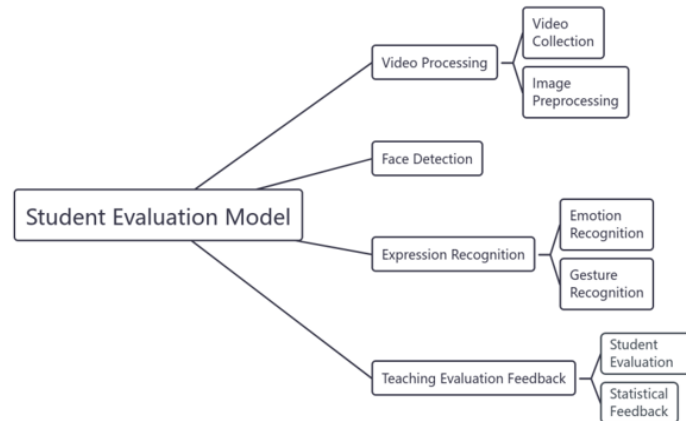 Video
Collection
Video Processing
Image
Preprocessing
Face Detection
Student Evaluation Model
Emotion
Recognition
Expression Recognition
Gesture
Recognition
Student
Evaluation
Teaching Evaluation Feedback
Statistical
Feedback